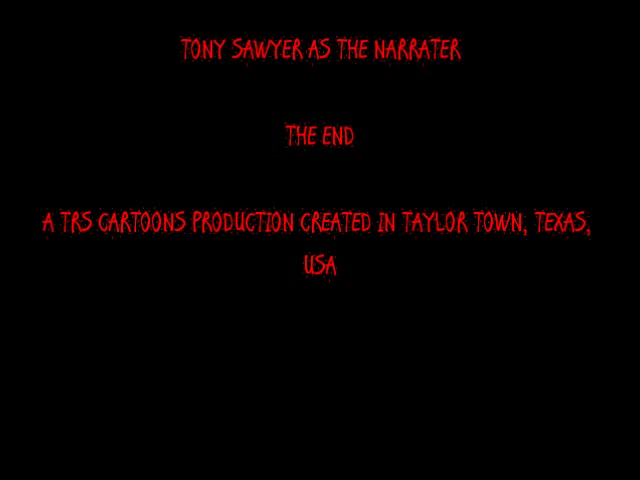 TONY SAWYER AS THE NARRATER
THE END
A TRS CARTOONS PRODUCTION CREATED IN TAYLOR TOWN, TEXAS,
USA